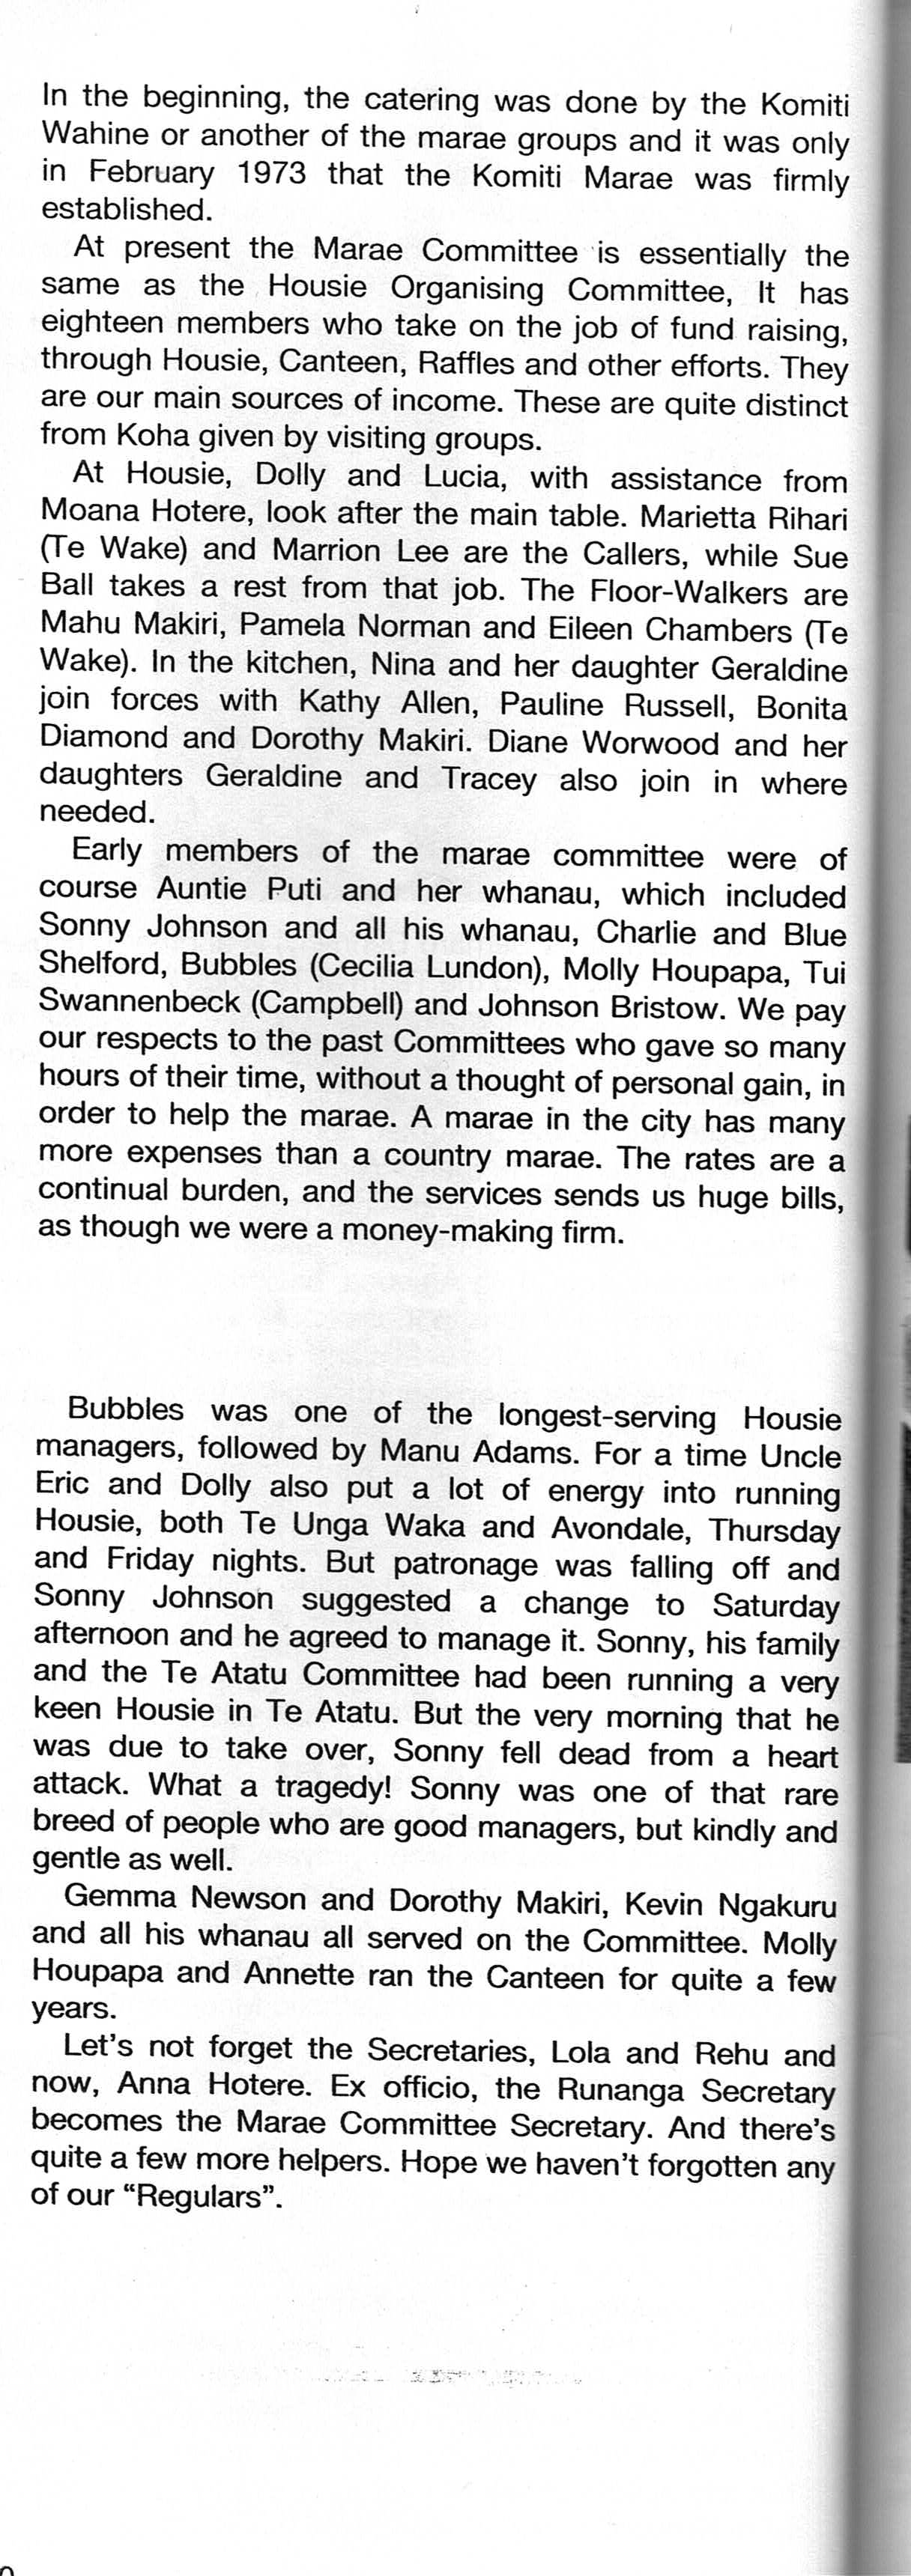 In the beginning, the catering was done by the Komiti
Wahine or another of the marae groups and it was only
in February 1973 that the Komiti Marae was firmly
established.
At present the Marae Committee is essentially the
same as the Housie Organising Committee, It has
eighteen members who take on the job of fund raising,
through Housie, Canteen, Raffles and other efforts. They
are our main sources of income. These are quite distinct
from Koha given by visiting groups.
At Housie, Dolly and Lucia, with assistance from
Moana Hotere, look after the main table. Marietta Rihari
(Te Wake) and Marrion Lee are the Callers, while Sue
Ball takes a rest from that job. The Floor-Walkers are
Mahu Makiri, Pamela Norman and Eileen Chambers (Te
Wake). In the kitchen, Nina and her daughter Geraldine
join forces with Kathy Allen, Pauline Russell, Bonita
Diamond and Dorothy Makiri. Diane Worwood and her
daughters Geraldine and Tracey also join in where
needed.
Early members of the marae committee were of
course Auntie Puti and her whanau, which included
Sonny Johnson and all his whanau, Charlie and Blue
Shelford, Bubbles (Cecilia Lundon), Molly Houpapa, Tui
Swannenbeck (Campbell) and Johnson Bristow. We pay
our respects to the past Committees who gave so many
hours of their time, without a thought of personal gain, in
order to help the marae. A marae in the city has many
more expenses than a country marae. The rates are a
continual burden, and the services sends us huge bills,
as though we were a money-making firm.
Bubbles was one of the longest-serving Housie
managers, followed by Manu Adams. For a time Uncle
Eric and Dolly also put a lot of energy into running
Housie, both Te Unga Waka and Avondale, Thursday
and Friday nights. But patronage was falling off and
Sonny Johnson suggested a change to Saturday
afternoon and he agreed to manage it. Sonny, his family
and the Te Atatu Committee had been running a very
keen Housie in Te Atatu. But the very morning that he
was due to take over, Sonny fell dead from a heart
attack. What a tragedy! Sonny was one of that rare
breed of people who are good managers, but kindly and
gentle as well.
Gemma Newson and Dorothy Makiri, Kevin Ngakuru
and all his whanau all served on the Committee. Molly
Houpapa and Annette ran the Canteen for quite a few
years.
Let's not forget the Secretaries, Lola and Rehu and
now, Anna Hotere. Ex officio, the Runanga Secretary
becomes the Marae Committee Secretary. And there's
quite a few more helpers. Hope we haven't forgotten any
of our “Regulars”.